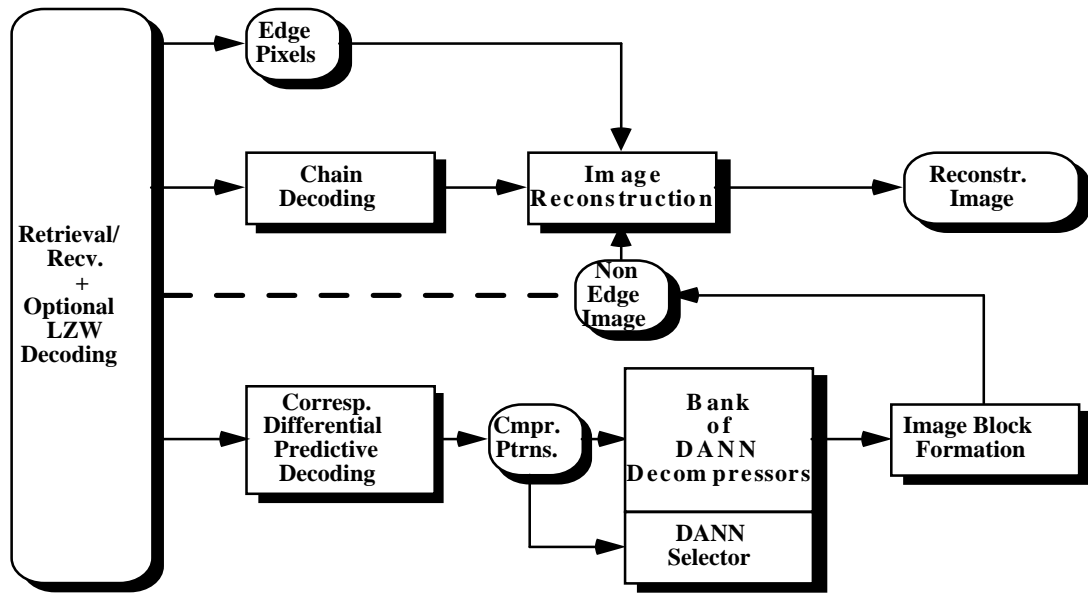 Edge
Pixels
Chain
Decoding
Image
Reconstruction
Reconstr.
Image
Retrieval/
Recv.
+
Optional
LZW
Decoding
Non
Edge
Image
Corresp.
Differential
Predictive
Decoding
Cmpr.
Ptrns.
Bank
of
DANN
Decompressors
DANN
Selector
Image Block
Formation